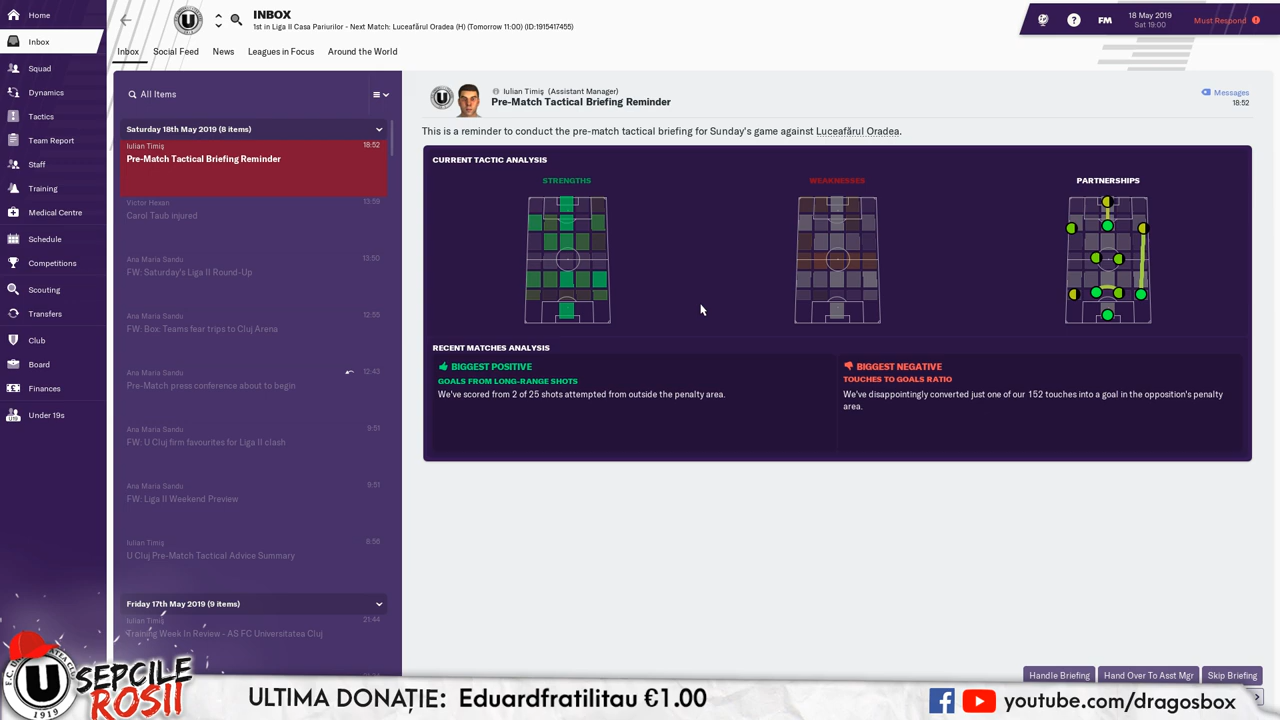 Home
Inbox
Squad
Dynamics
Tactics
Team Report
Staff
Training
Medical Centre
Schedule
Competitions
Scouting
Transfers
Club
Board
Finances
Under 19s
INBOX
1st in Liga II Casa Pariurilor - Next Match: Luceafărul Oradea (H) (Tomorrow 11:00) (ID:1915417455)
FM
18 May 2019
Sat 19:00
Must Respond
Inbox
Social Feed
News
Leagues in Focus
Around the World
All Items
Saturday 18th May 2019 (8 items)
Iulian Timiș
18:52
Pre-Match Tactical Briefing Reminder
Victor Hexan
13:59
Carol Taub injured
Ana Maria Sandu
13:50
FW: Saturday's Liga II Round-Up
Ana Maria Sandu
12:55
FW: Box: Teams fear trips to Cluj Arena
Ana Maria Sandu
12:43
Pre-Match press conference about to begin
Ana Maria Sandu
9:51
FW: U Cluj firm favourites for Liga II clash
Ana Maria Sandu
9:51
FW: Liga II Weekend Preview
Iulian Timiș
8:56
U Cluj Pre-Match Tactical Advice Summary
Friday 17th May 2019 (9 items)
Iulian Timiș
21:44
Training Week In Review - AS FC Universitatea Cluj
Iulian Timiș (Assistant Manager)
Pre-Match Tactical Briefing Reminder
Messages
18:52
This is a reminder to conduct the pre-match tactical briefing for Sunday's game against Luceafărul Oradea.
CURRENT TACTIC ANALYSIS
STRENGTHS
WEAKNESSES
PARTNERSHIPS
RECENT MATCHES ANALYSIS
BIGGEST POSITIVE
GOALS FROM LONG-RANGE SHOTS
We've scored from 2 of 25 shots attempted from outside the penalty area.
BIGGEST NEGATIVE
TOUCHES TO GOALS RATIO
We've disappointingly converted just one of our 152 touches into a goal in the opposition's penalty
area.
Handle Briefing
Hand Over To Asst Mgr
Skip Briefing
U
1919
SEPCILE
ROSII
ULTIMA DONAȚIE: Eduardfratilitau €1.00
youtube.com/dragosbox